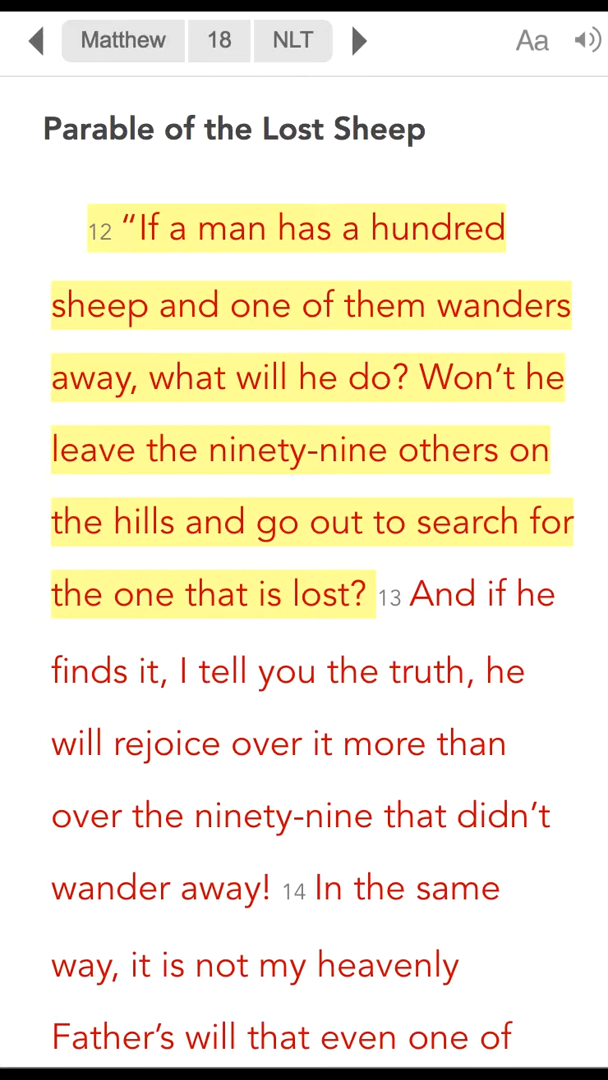 Matthew 18 NLT Aa
Parable of the Lost Sheep
12 “If a man has a hundred
sheep and one of them wanders
away, what will he do? Won’t he
leave the ninety-nine others on
the hills and go out to search for
the one that is lost? 13 And if he
finds it, I tell you the truth, he
will rejoice over it more than
over the ninety-nine that didn’t
wander away! 14 In the same
way, it is not my heavenly
Father’s will that even one of